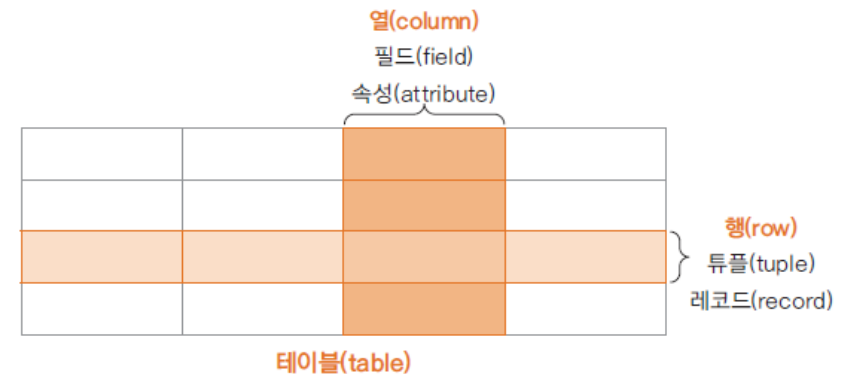 열(column)
필드(field)
속성(attribute)
행(row)
튜플(tuple)
레코드(record)
테이블(table)